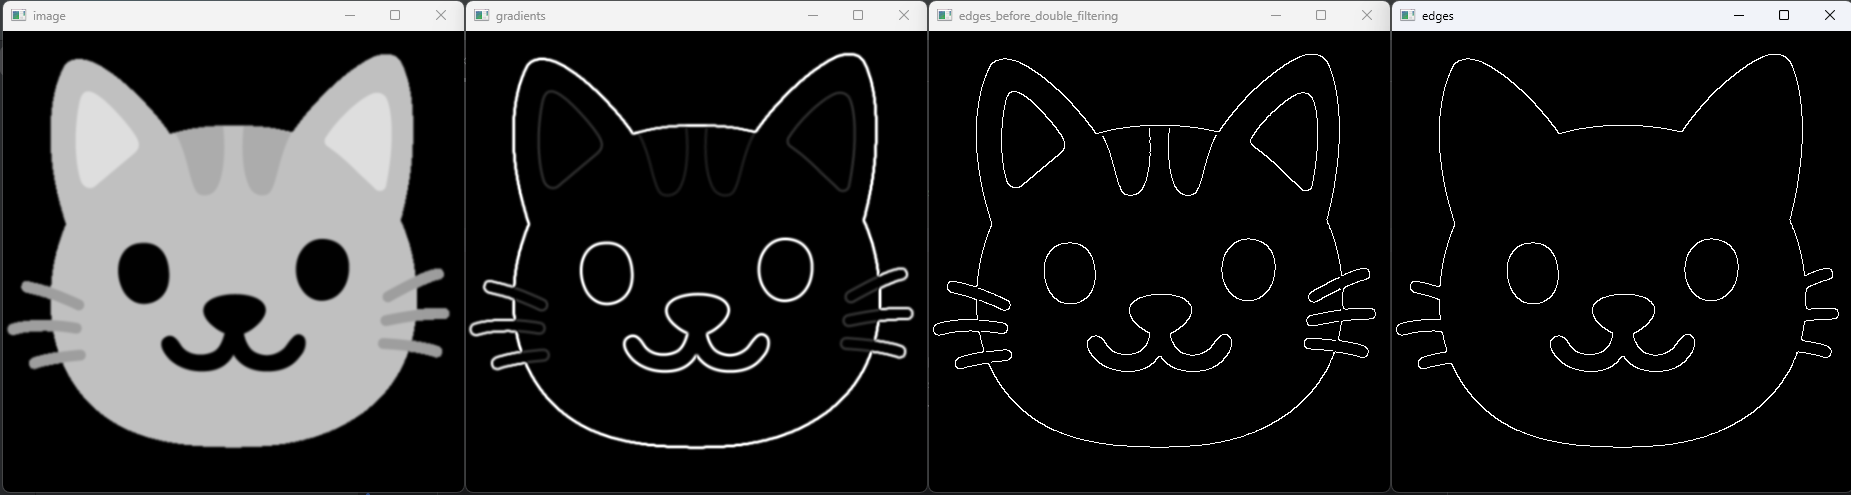 image
gradients
edges_before_double_filtering
edges